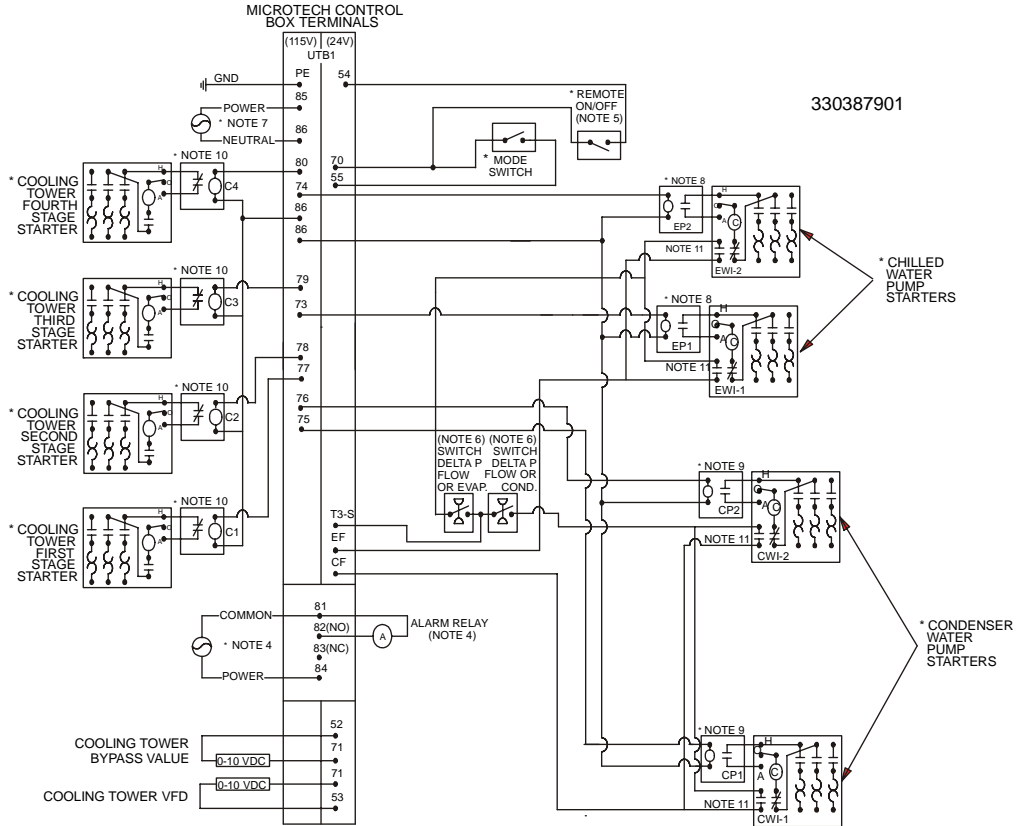 MICROTECH CONTROL
BOX TERMINALS
(115V) (24V)
UTB1
PE
54
GND
85
POWER
* NOTE 7
86
NEUTRAL
* REMOTE
ON/OFF
(NOTE 5)
330387901
* MODE
SWITCH
70
55
* NOTE 10
80
74
86
86
H
O
A
C4
* COOLING
TOWER
FOURTH
STAGE
STARTER
* NOTE 8
H
O
A
C
EP2
NOTE 11
EWI-2
* CHILLED
WATER
PUMP
STARTERS
* NOTE 10
79
73
H
O
A
C3
* COOLING
TOWER
THIRD
STAGE
STARTER
* NOTE 8
H
O
A
C
EP1
NOTE 11
EWI-1
78
77
76
75
* NOTE 10
H
O
A
C2
* COOLING
TOWER
SECOND
STAGE
STARTER
(NOTE 6) (NOTE 6)
SWITCH SWITCH
DELTA P DELTA P
FLOW FLOW OR
OR EVAP. COND.
* NOTE 9
H
O
A
C
CP2
NOTE 11
CWI-2
* NOTE 10
H
O
A
C1
* COOLING
TOWER
FIRST
STAGE
STARTER
T3-S
EF
CF
COMMON
81
82(NO)
83(NC)
84
A
ALARM RELAY
(NOTE 4)
* NOTE 4
POWER
* CONDENSER
WATER
PUMP
STARTERS
52
71
71
53
COOLING TOWER
BYPASS VALUE
0-10 VDC
0-10 VDC
COOLING TOWER VFD
* NOTE 9
H
O
A
C
CP1
NOTE 11
CWI-1